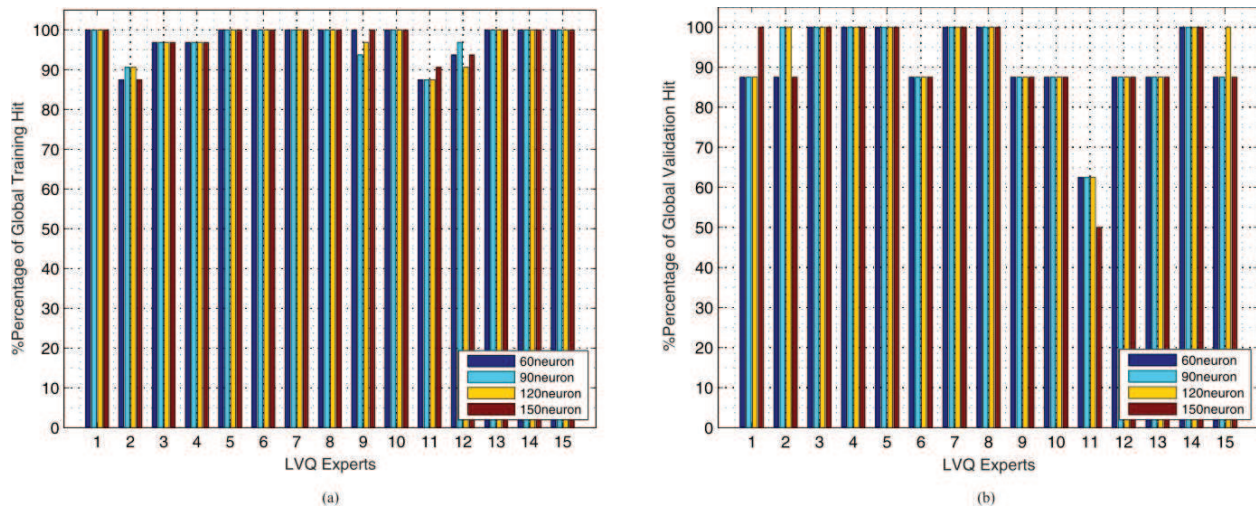 %Percentage of Global Training Hit
100
90
80
70
60
50
40
30
20
10
0
60neuron
90neuron
120neuron
150neuron
1 2 3 4 5 6 7 8 9 10 11 12 13 14 15
LVQ Experts
(a)
%Percentage of Global Validation Hit
100
90
80
70
60
50
40
30
20
10
0
60neuron
90neuron
120neuron
150neuron
1 2 3 4 5 6 7 8 9 10 11 12 13 14 15
LVQ Experts
(b)